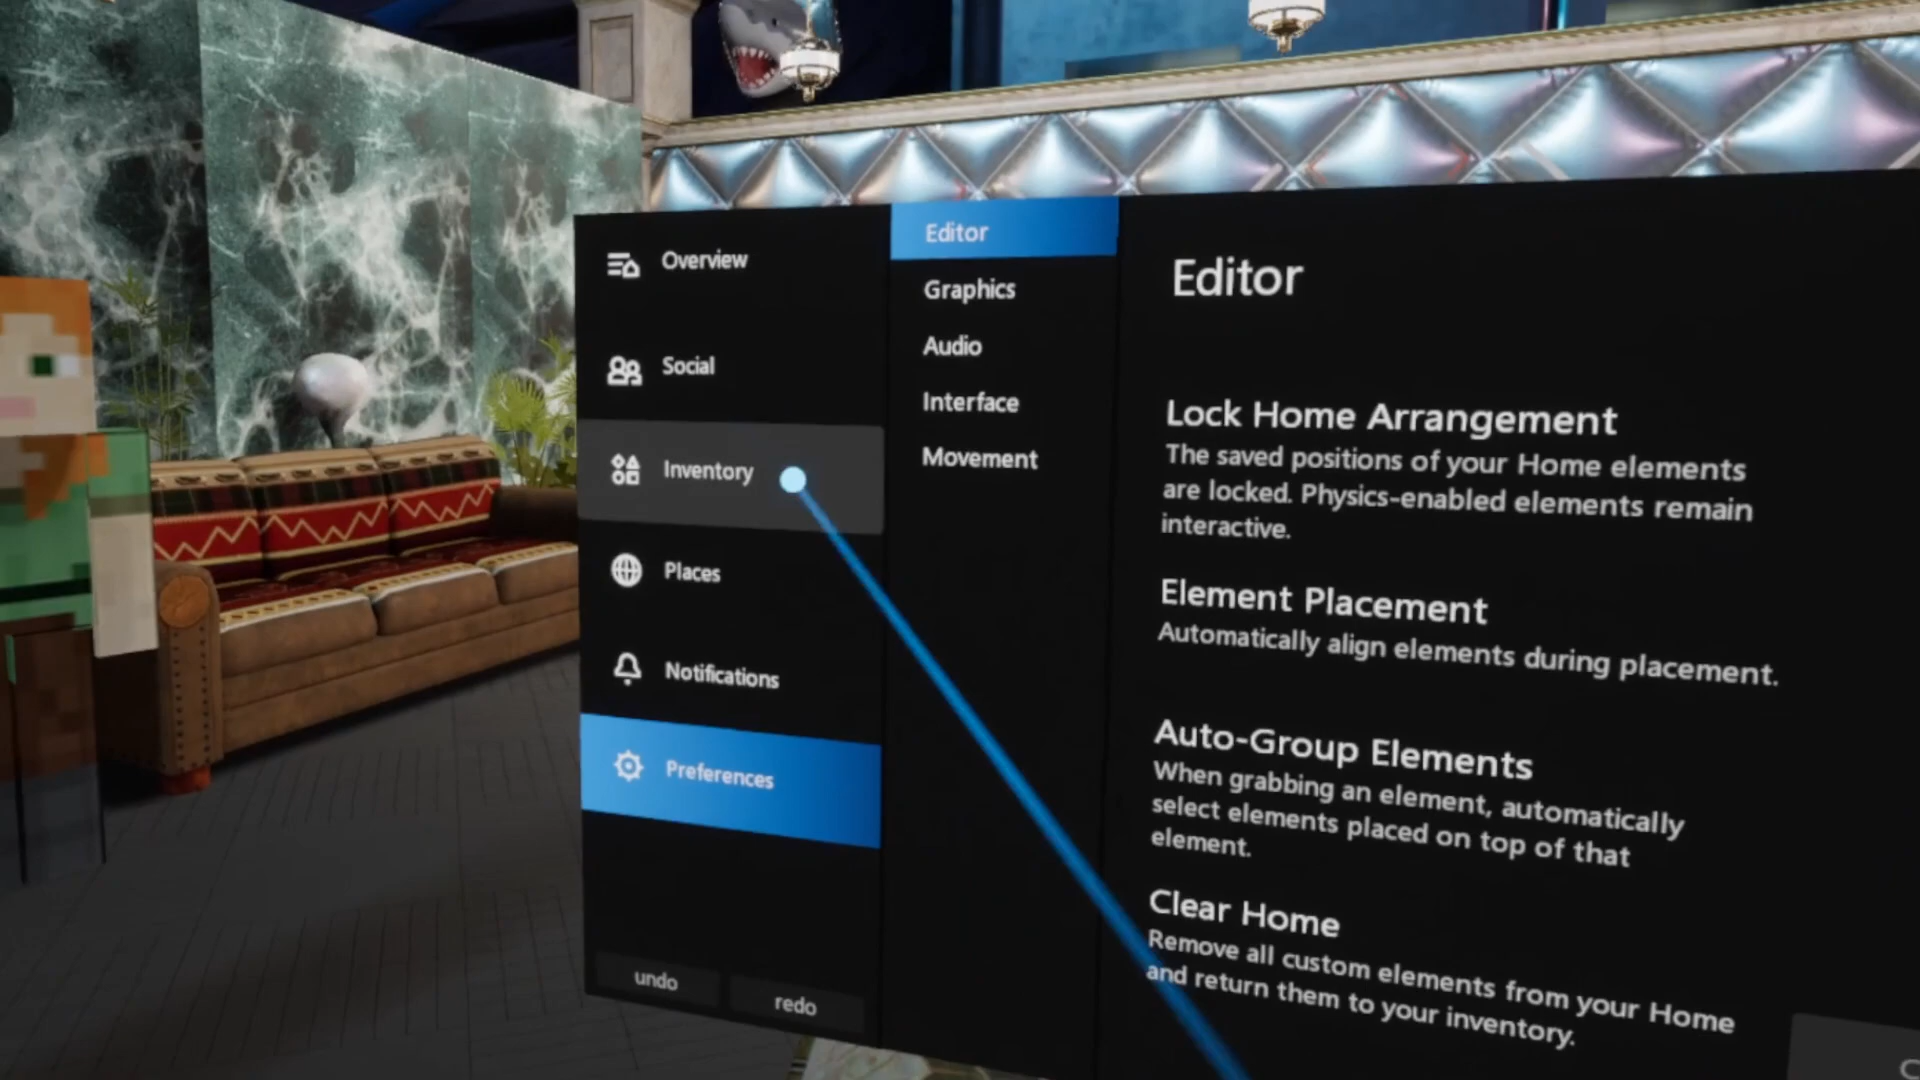 Overview
Social
Inventory
Places
Notifications
Preferences
undo
redo
Editor
Graphics
Audio
Interface
Movement
Editor
Lock Home Arrangement
The saved positions of your Home elements
are locked. Physics-enabled elements remain
interactive.
Element Placement
Automatically align elements during placement.
Auto-Group Elements
When grabbing an element, automatically
select elements placed on top of that
element.
Clear Home
Remove all custom elements from your Home
and return them to your inventory.